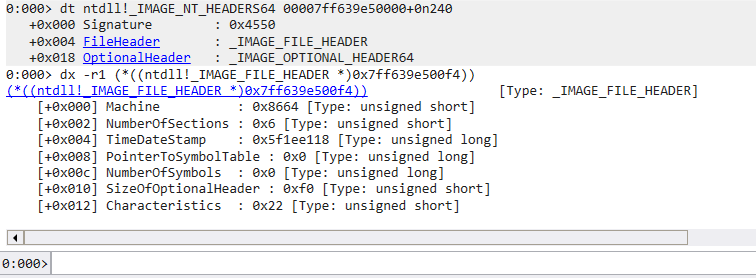 0:000> dt ntdll!_IMAGE_NT_HEADERS64 00007ff639e50000+0n240
+0x000 Signature : 0x4550
+0x004 FileHeader : _IMAGE_FILE_HEADER
+0x018 OptionalHeader : _IMAGE_OPTIONAL_HEADER64
0:000> dx -r1 (*((ntdll!_IMAGE_FILE_HEADER *)0x7ff639e500f4))
(*((ntdll!_IMAGE_FILE_HEADER *)0x7ff639e500f4)) [Type: _IMAGE_FILE_HEADER]
[+0x000] Machine : 0x8664 [Type: unsigned short]
[+0x002] NumberOfSections : 0x6 [Type: unsigned short]
[+0x004] TimeDateStamp : 0x5f1ee118 [Type: unsigned long]
[+0x008] PointerToSymbolTable : 0x0 [Type: unsigned long]
[+0x00c] NumberOfSymbols : 0x0 [Type: unsigned long]
[+0x010] SizeOfOptionalHeader : 0xf0 [Type: unsigned short]
[+0x012] Characteristics : 0x22 [Type: unsigned short]
0:000>